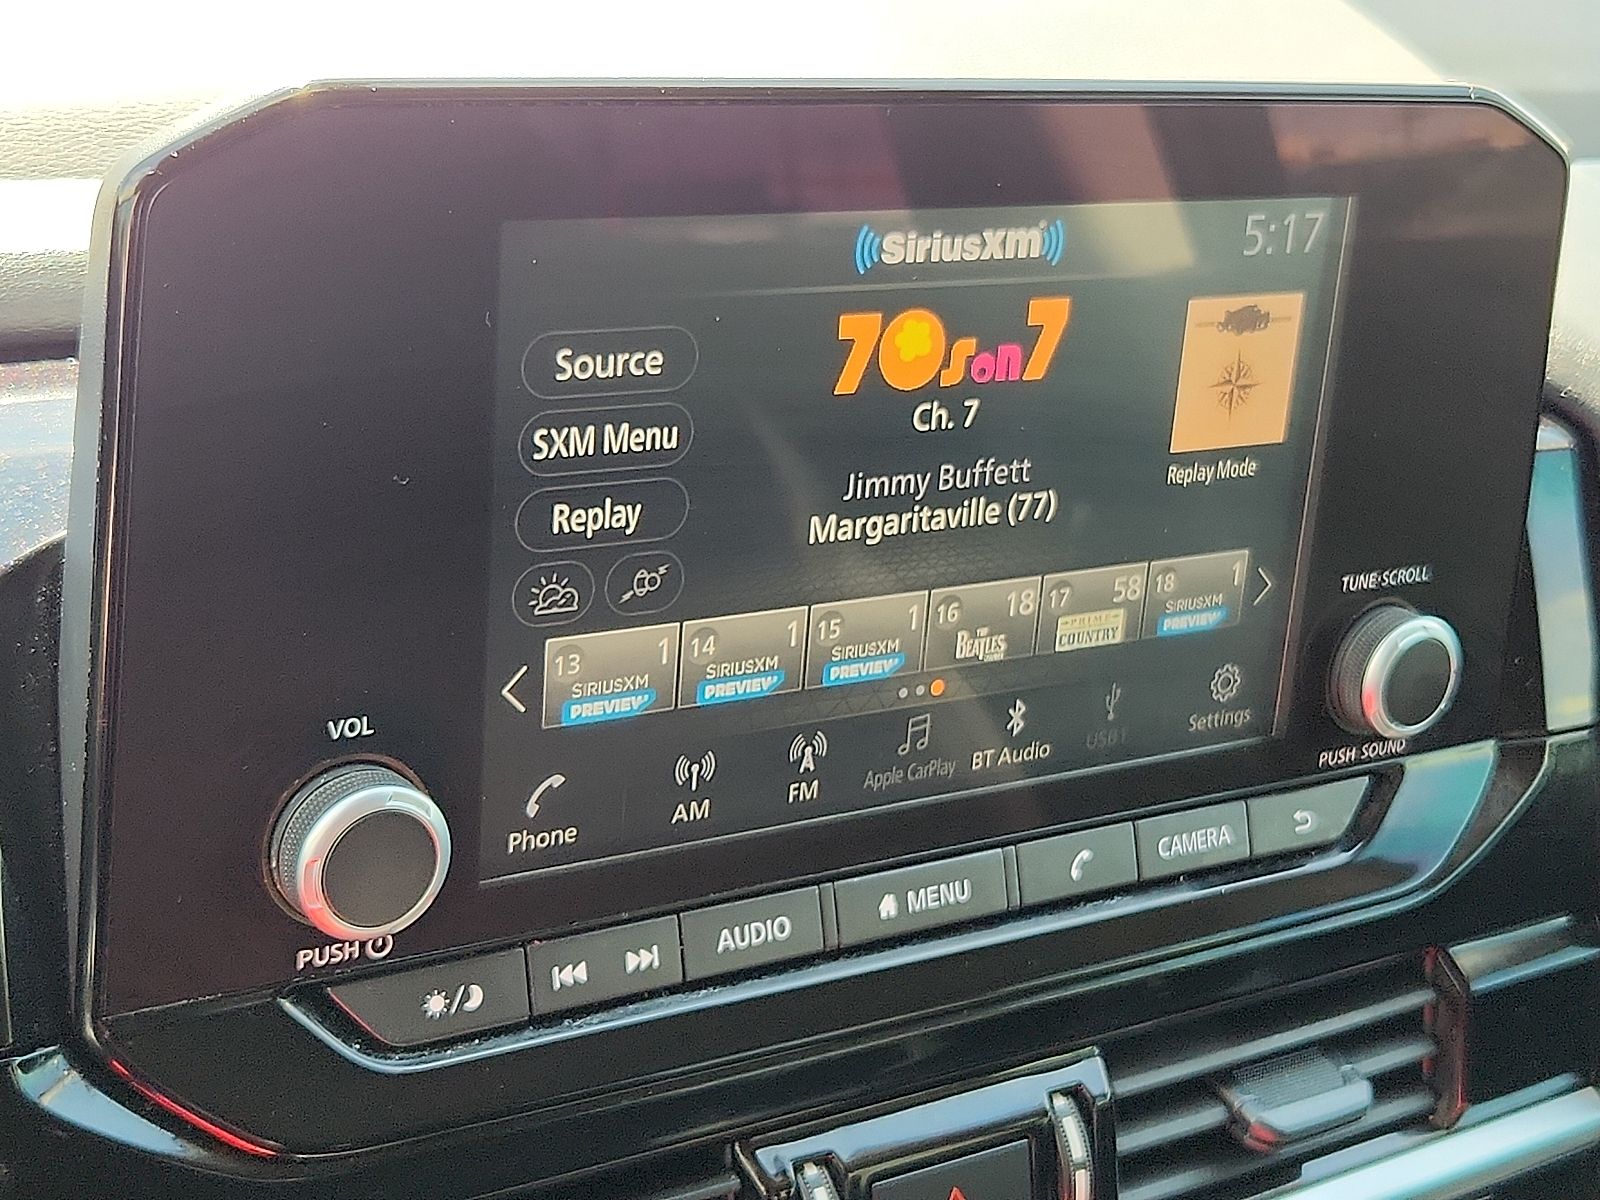 SiriusXm
5:17
70s on 7
Ch. 7
Jimmy Buffett
Margaritaville (77)
Source
SXM Menu
Replay
Replay Mode
13 1
SIRIUSXM
PREVIEW
14 1
SIRIUSXM
PREVIEW
15 1
SIRIUSXM
PREVIEW
16 18
THE
BEATLES
17 58
PRIME
COUNTRY
18 1
SIRIUSXM
PREVIEW
Phone
AM
FM
Apple CarPlay
BT Audio
USB1
Settings
VOL
PUSH
TUNE·SCROLL
PUSH SOUND
AUDIO
MENU
CAMERA